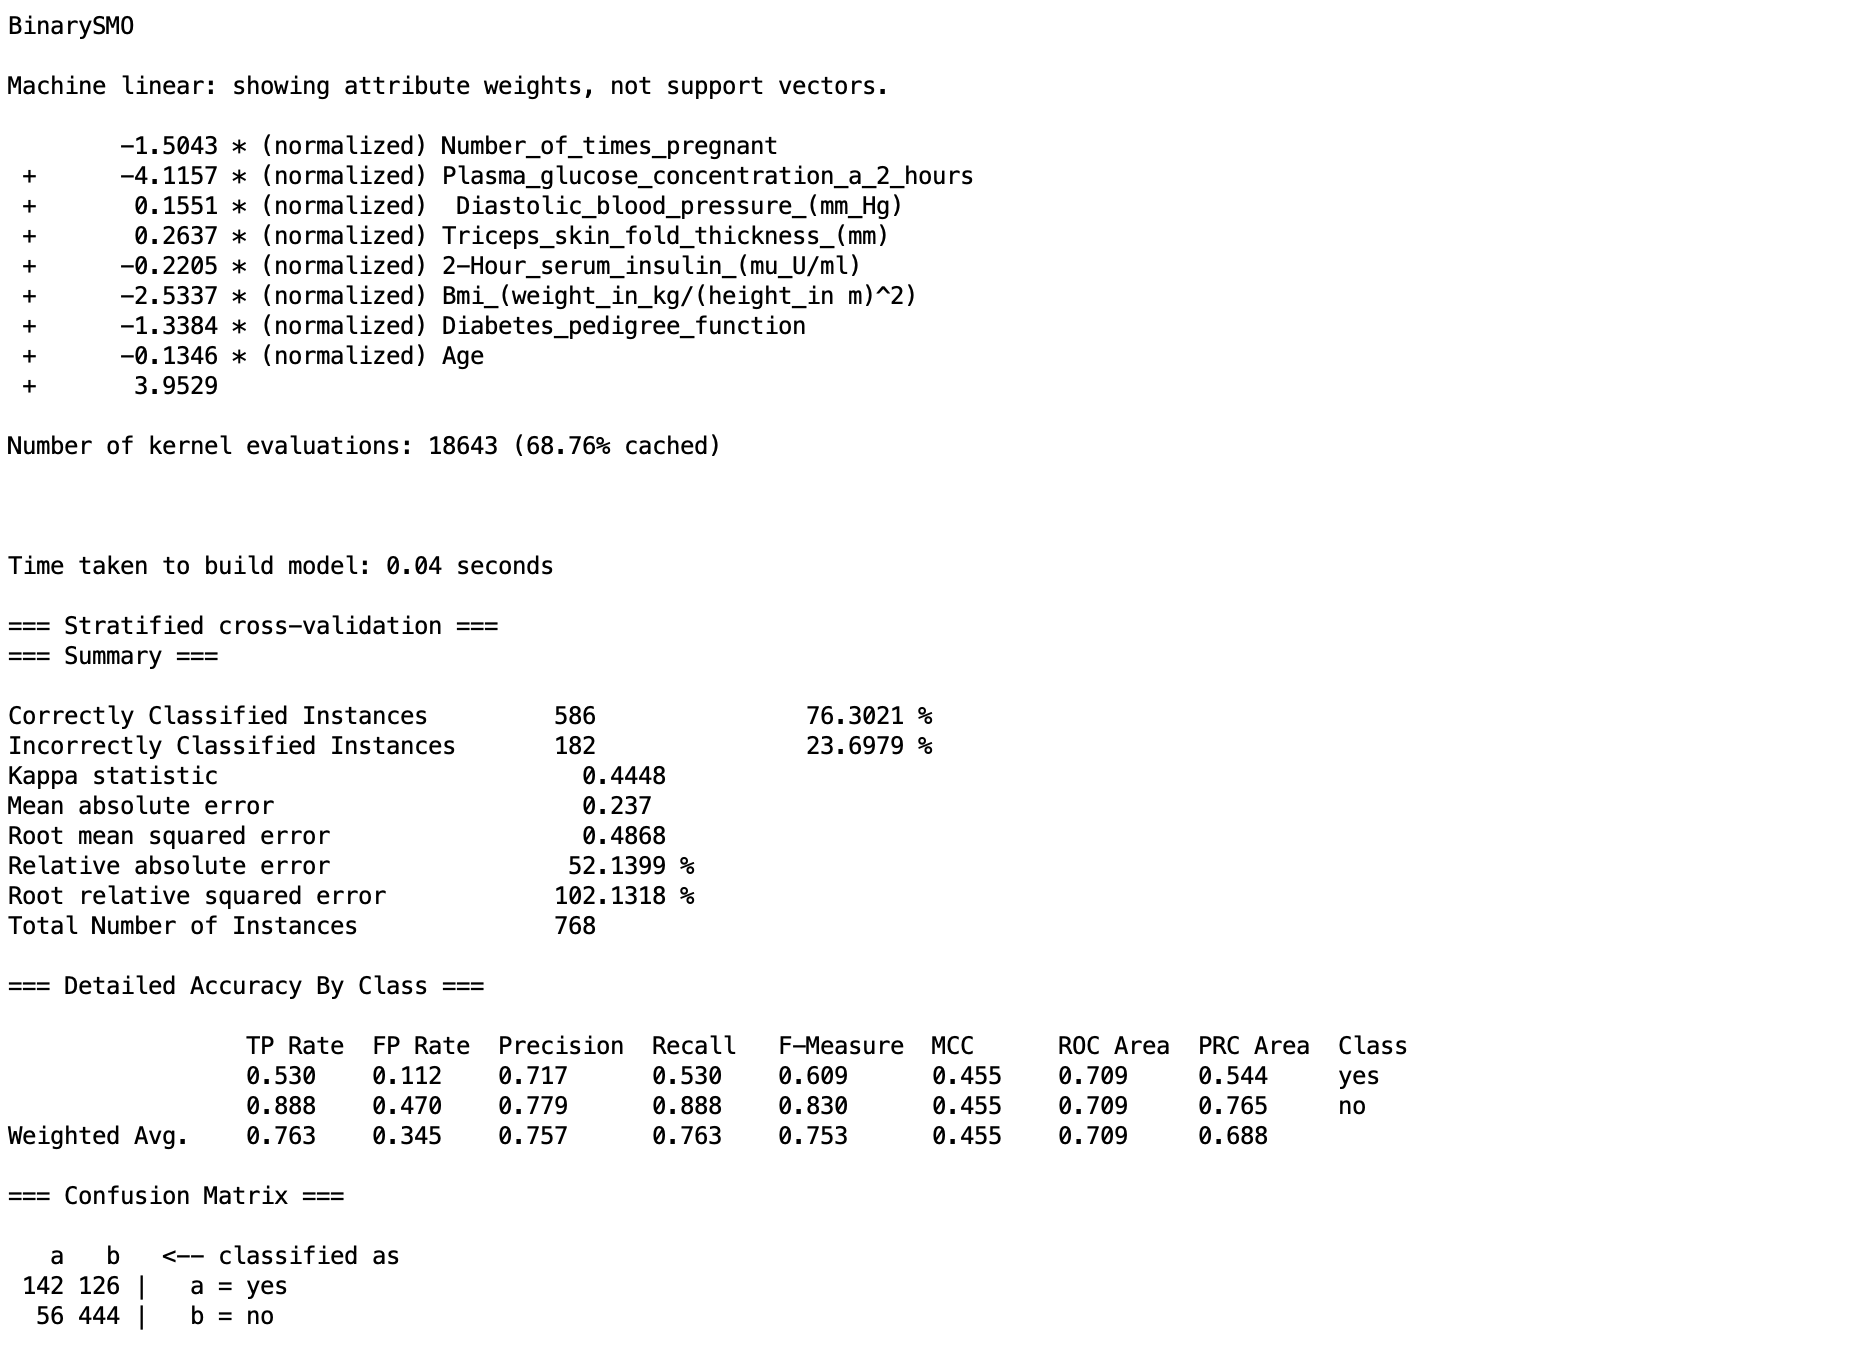 BinarySMO
Machine linear: showing attribute weights, not support vectors.
-1.5043 * (normalized) Number_of_times_pregnant
+ -4.1157 * (normalized) Plasma_glucose_concentration_a_2_hours
+ 0.1551 * (normalized) Diastolic_blood_pressure_(mm_Hg)
+ 0.2637 * (normalized) Triceps_skin_fold_thickness_(mm)
+ -0.2205 * (normalized) 2-Hour_serum_insulin_(mu_U/ml)
+ -2.5337 * (normalized) Bmi_(weight_in_kg/(height_in m)^2)
+ -1.3384 * (normalized) Diabetes_pedigree_function
+ -0.1346 * (normalized) Age
+ 3.9529
Number of kernel evaluations: 18643 (68.76% cached)
Time taken to build model: 0.04 seconds
=== Stratified cross-validation ===
=== Summary ===
Correctly Classified Instances 586 76.3021 %
Incorrectly Classified Instances 182 23.6979 %
Kappa statistic 0.4448
Mean absolute error 0.237
Root mean squared error 0.4868
Relative absolute error 52.1399 %
Root relative squared error 102.1318 %
Total Number of Instances 768
=== Detailed Accuracy By Class ===
TP Rate FP Rate Precision Recall F-Measure MCC ROC Area PRC Area Class
0.530 0.112 0.717 0.530 0.609 0.455 0.709 0.544 yes
0.888 0.470 0.779 0.888 0.830 0.455 0.709 0.765 no
Weighted Avg. 0.763 0.345 0.757 0.763 0.753 0.455 0.709 0.688
=== Confusion Matrix ===
a b <-- classified as
142 126 | a = yes
56 444 | b = no